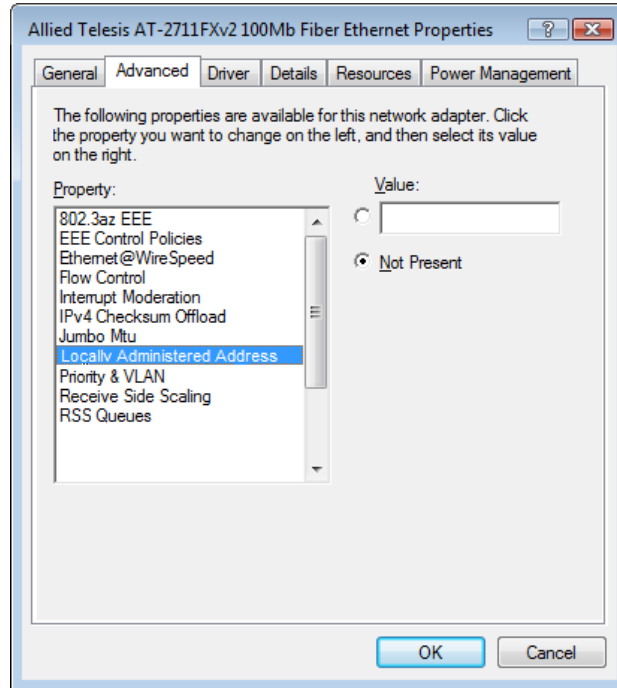 Allied Telesis AT-2711FXv2 100Mb Fiber Ethernet Properties
General Advanced Driver Details Resources Power Management
The following properties are available for this network adapter. Click
the property you want to change on the left, and then select its value
on the right.
Property:
802.3az EEE
EEE Control Policies
Ethernet@WireSpeed
Flow Control
Interrupt Moderation
IPv4 Checksum Offload
Jumbo Mtu
Locally Administered Address
Priority & VLAN
Receive Side Scaling
RSS Queues
Value:
Not Present
OK Cancel